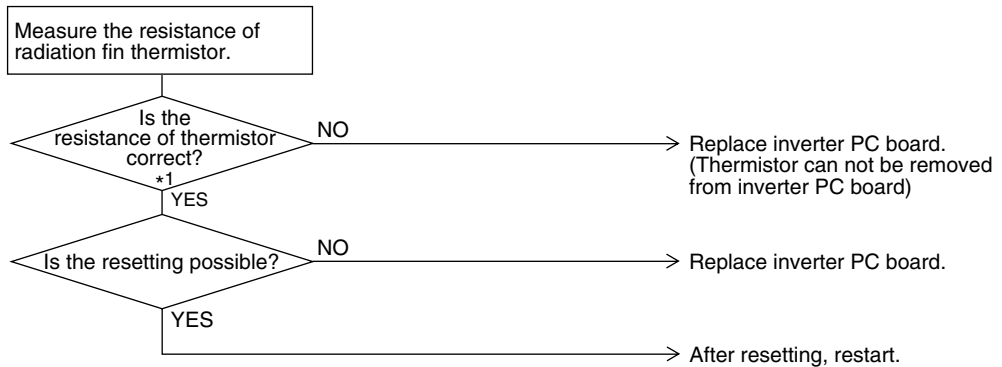 Measure the resistance of
radiation fin thermistor.
Is the
resistance of thermistor
correct?
*1
NO
Replace inverter PC board.
(Thermistor can not be removed
from inverter PC board)
YES
Is the resetting possible?
NO
Replace inverter PC board.
YES
After resetting, restart.